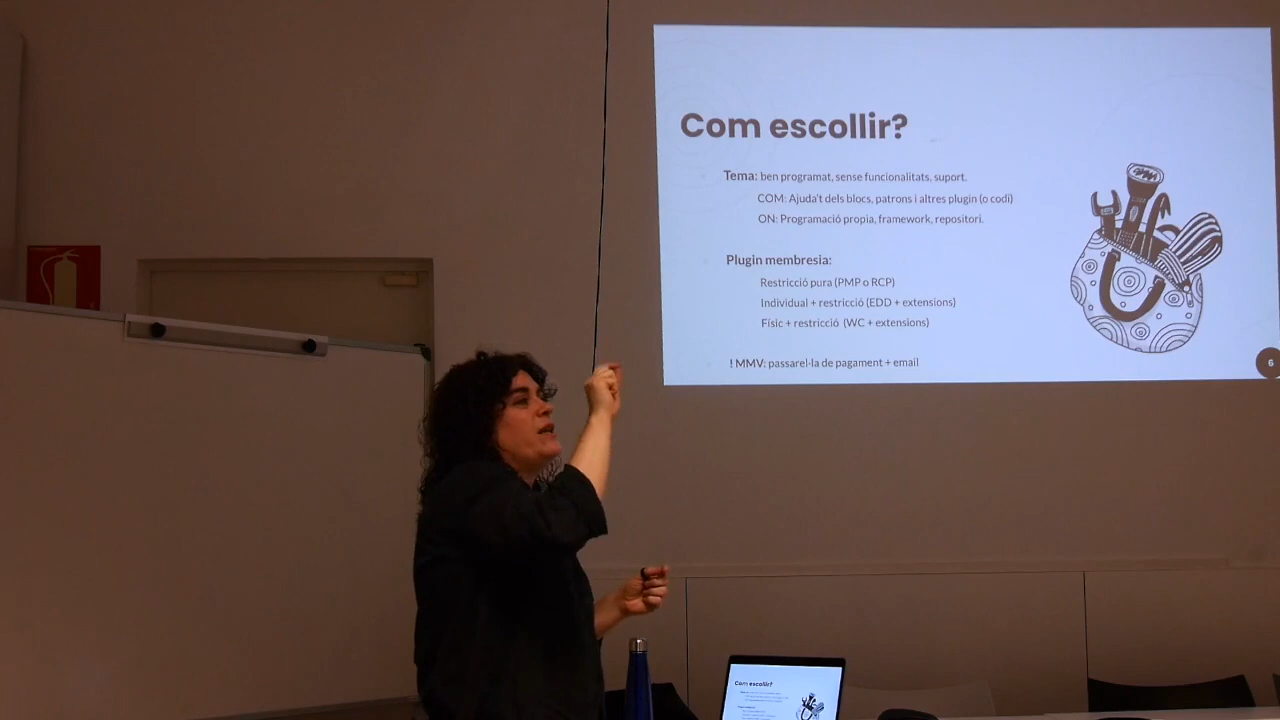 Com escollir?
Tema: ben programat, sense funcionalitats, suport.
COM: Ajuda't dels blocs, patrons i altres plugin (o codi)
ON: Programació propia, framework, repositori.
Plugin membresia:
Restricció pura (PMP o RCP)
Individual + restricció (EDD + extensions)
Físic + restricció (WC + extensions)
! MMV: passarel·la de pagament + email
6
Com escollir?